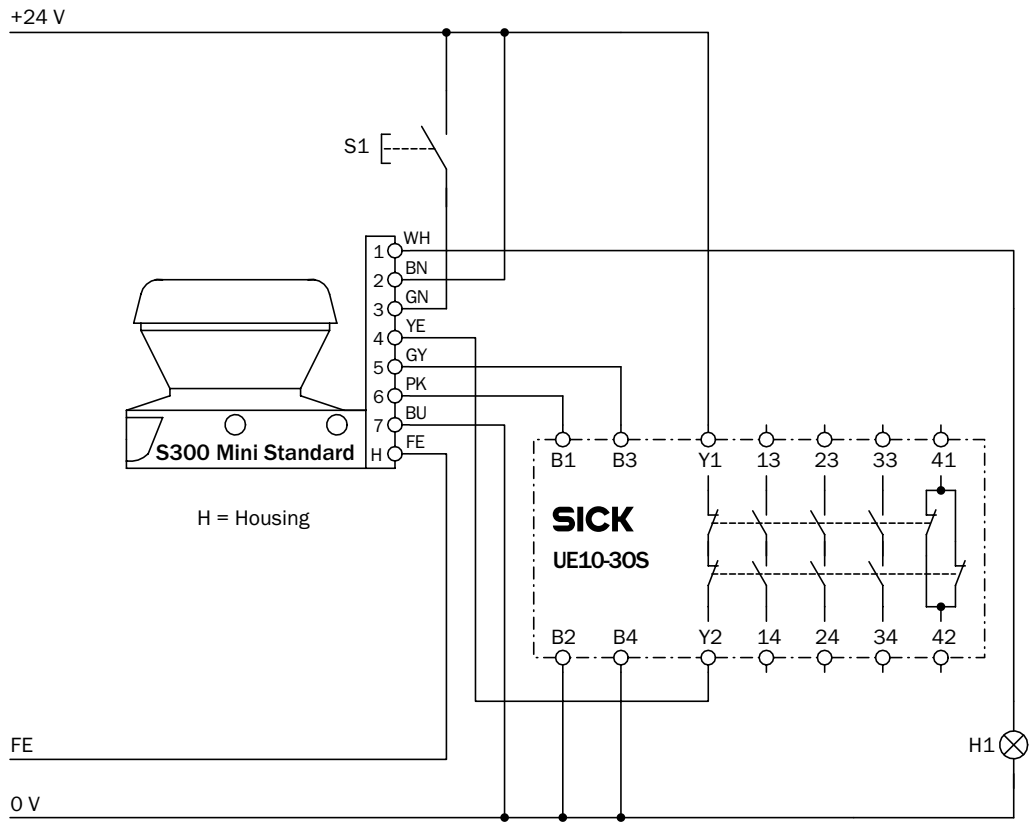 +24 V
S1
1 WH
2 BN
3 GN
4 YE
5 GY
6 PK
7 BU
H FE
S300 Mini Standard
H = Housing
B1 B3 Y1 13 23 33 41
SICK
UE10-30S
B2 B4 Y2 14 24 34 42
H1
FE
0 V